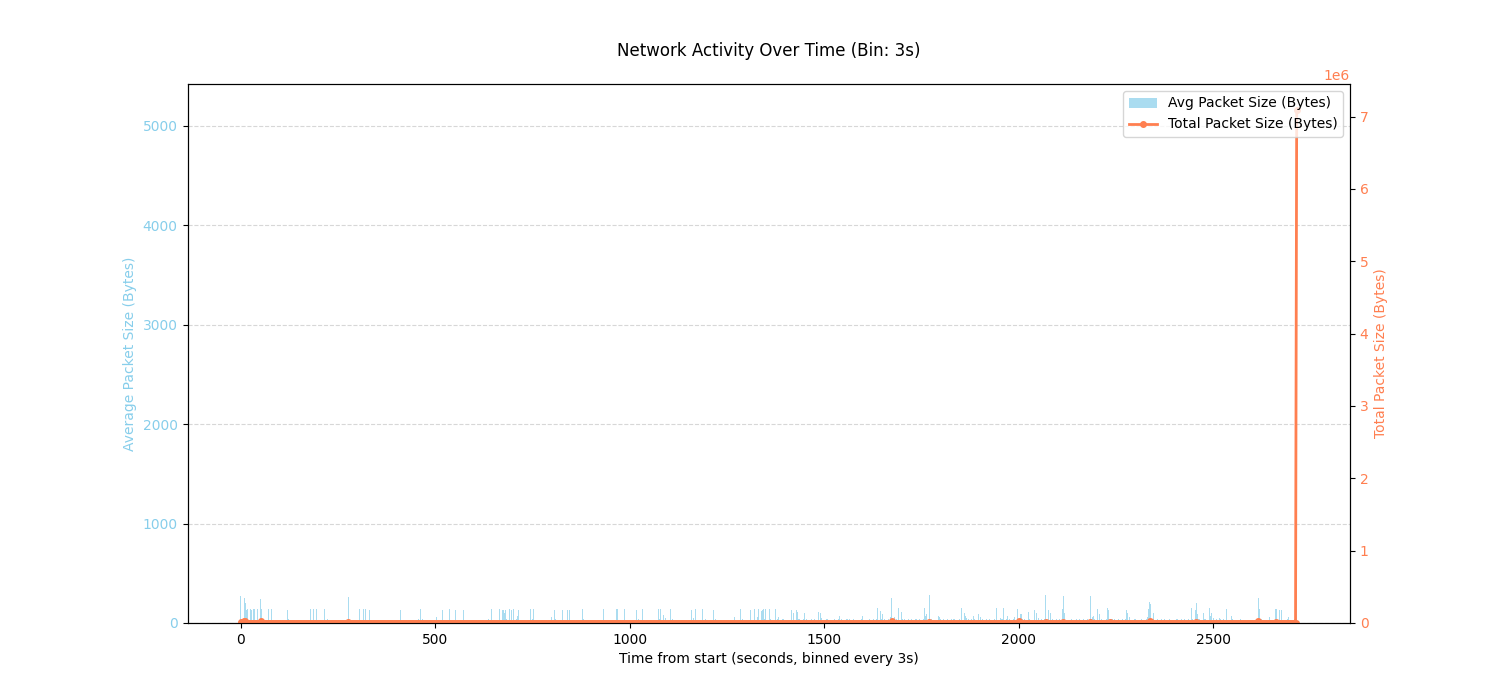 Network Activity Over Time (Bin: 3s)
1e6
Avg Packet Size (Bytes)
Total Packet Size (Bytes)
Average Packet Size (Bytes)
5000
4000
3000
2000
1000
0
7
6
5
4
3
2
1
0
Total Packet Size (Bytes)
0 500 1000 1500 2000 2500
Time from start (seconds, binned every 3s)